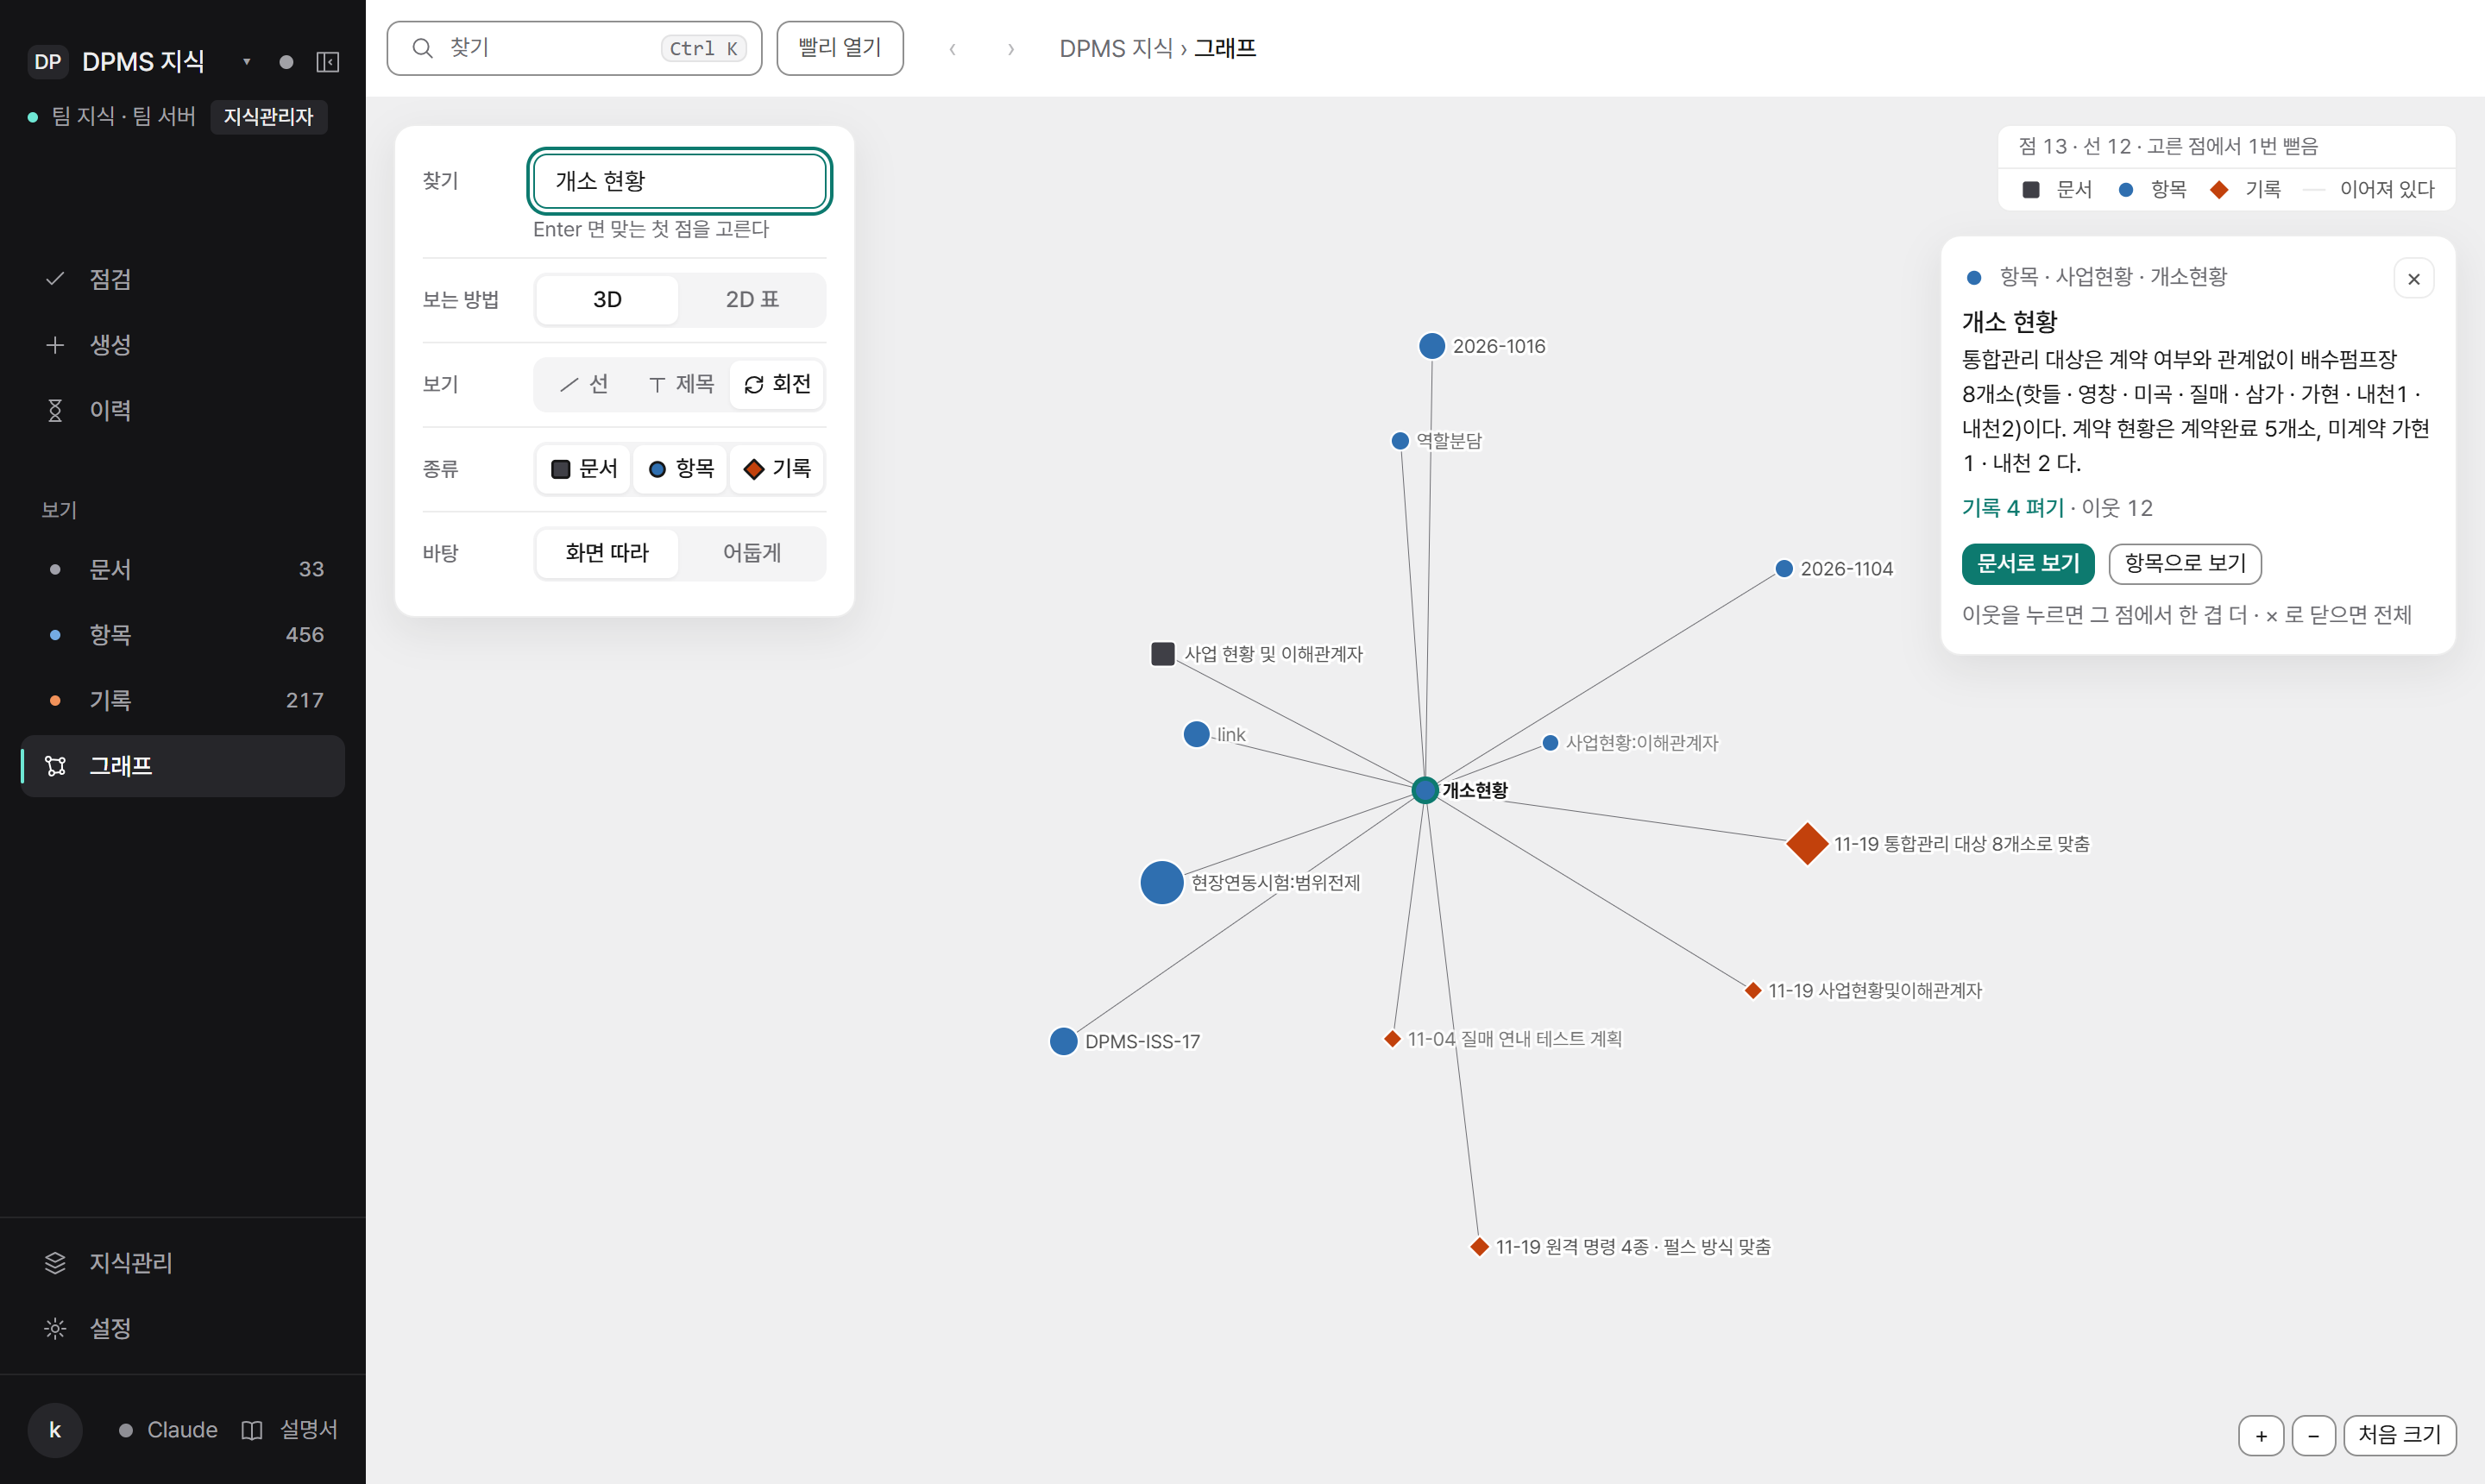 DP DPMS 지식
팀 지식 · 팀 서버 지식관리자
점검
생성
이력
보기
문서 33
항목 456
기록 217
그래프
지식관리
설정
k Claude 설명서
찾기 Ctrl K 빨리 열기 ‹ › DPMS 지식 › 그래프
찾기 개소 현황
Enter 면 맞는 첫 점을 고른다
보는 방법 3D 2D 표
보기 선 제목 회전
종류 문서 항목 기록
바탕 화면 따라 어둡게
점 13 · 선 12 · 고른 점에서 1번 뻗음
문서 항목 기록 이어져 있다
항목 · 사업현황 · 개소현황 ×
개소 현황
통합관리 대상은 계약 여부와 관계없이 배수펌프장
8개소(핫들 · 영창 · 미곡 · 질매 · 삼가 · 가현 · 내천1 ·
내천2)이다. 계약 현황은 계약완료 5개소, 미계약 가현
1 · 내천 2 다.
기록 4 펴기 · 이웃 12
문서로 보기 항목으로 보기
이웃을 누르면 그 점에서 한 겹 더 · × 로 닫으면 전체
2026-1016
역할분담
2026-1104
사업 현황 및 이해관계자
link
사업현황:이해관계자
개소현황
11-19 통합관리 대상 8개소로 맞춤
현장연동시험:범위전제
11-19 사업현황및이해관계자
DPMS-ISS-17
11-04 질매 연내 테스트 계획
11-19 원격 명령 4종 · 펄스 방식 맞춤
+ − 처음 크기